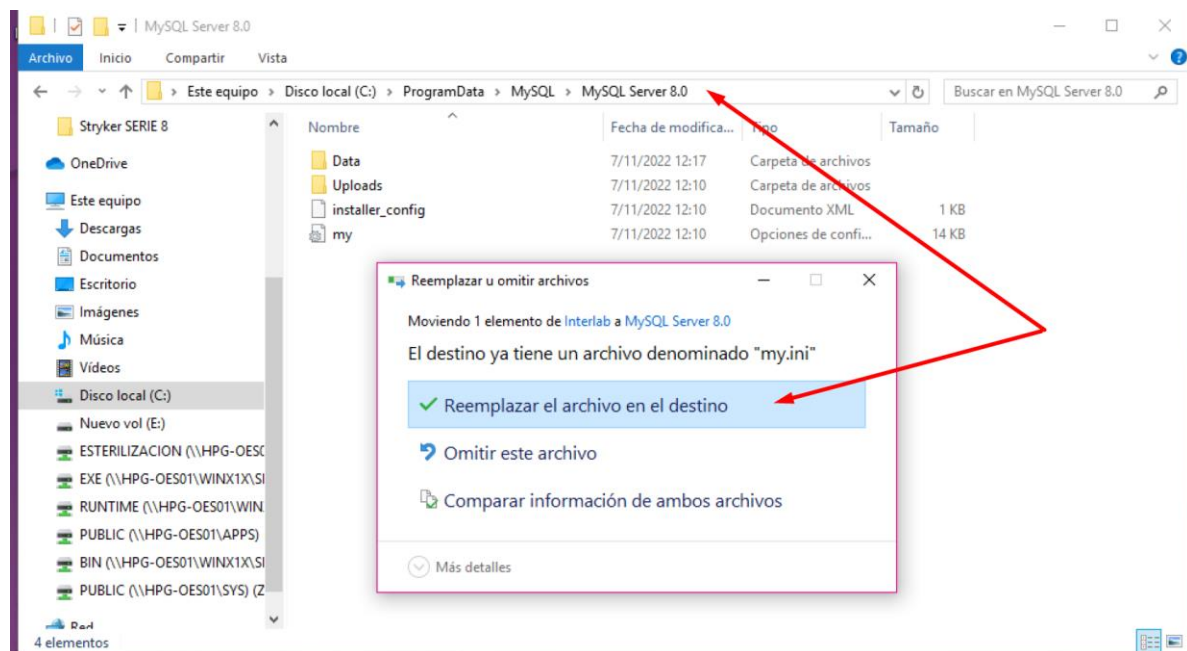 MySQL Server 8.0
Archivo Inicio Compartir Vista
Este equipo > Disco local (C:) > ProgramData > MySQL > MySQL Server 8.0
Buscar en MySQL Server 8.0
Nombre Fecha de modifica... Tipo Tamaño
Stryker SERIE 8
OneDrive
Este equipo
Descargas
Documentos
Escritorio
Imágenes
Música
Vídeos
Disco local (C:)
Nuevo vol (E:)
ESTERILIZACION (\\HPG-OES0
EXE (\\HPG-OES01\WINX1X\SI
RUNTIME (\\HPG-OES01\WIN.
PUBLIC (\\HPG-OES01\APPS)
BIN (\\HPG-OES01\WINX1X\SI
PUBLIC (\\HPG-OES01\SYS) (Z
Red
Data 7/11/2022 12:17 Carpeta de archivos
Uploads 7/11/2022 12:10 Carpeta de archivos
installer_config 7/11/2022 12:10 Documento XML 1 KB
my 7/11/2022 12:10 Opciones de confi... 14 KB
Reemplazar u omitir archivos
Moviendo 1 elemento de Interlab a MySQL Server 8.0
El destino ya tiene un archivo denominado "my.ini"
Reemplazar el archivo en el destino
Omitir este archivo
Comparar información de ambos archivos
Más detalles
4 elementos